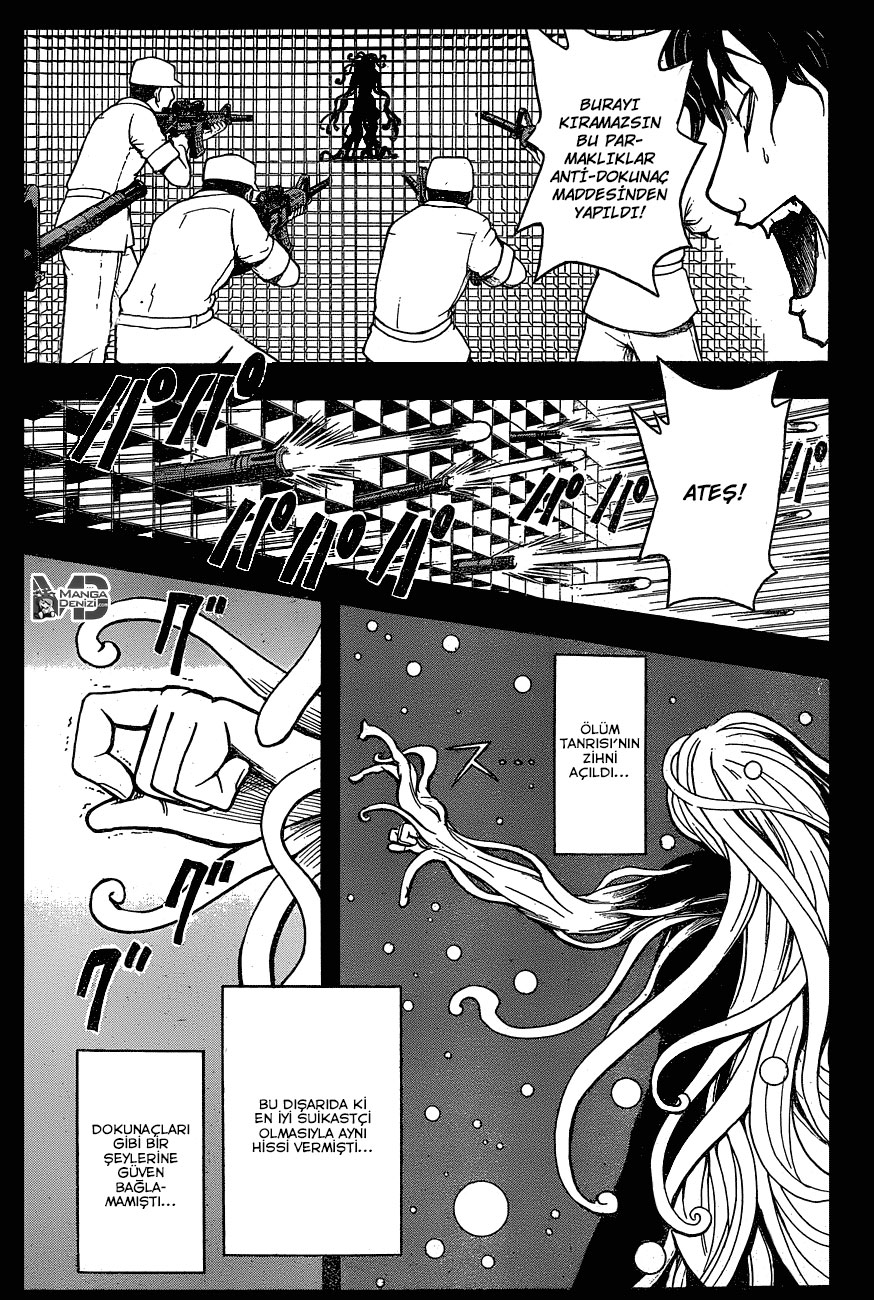 BURAYI
KIRAMAZSIN
BU PAR-
MAKLIKLAR
ANTİ-DOKUNAÇ
MADDESİNDEN
YAPILDI!
パパ
ATEŞ!
パパパ
パパ
パ
MANGA
DENİZİ.com
グ
ググ
ス…
ÖLÜM
TANRISI'NIN
ZİHNİ
AÇILDI...
BU DIŞARIDA Kİ
EN İYİ SUİKASTÇİ
OLMASIYLA AYNI
HİSSİ VERMİŞTİ...
DOKUNAÇLARI
GİBİ BİR
ŞEYLERİNE
GÜVEN
BAĞLA-
MAMIŞTI...